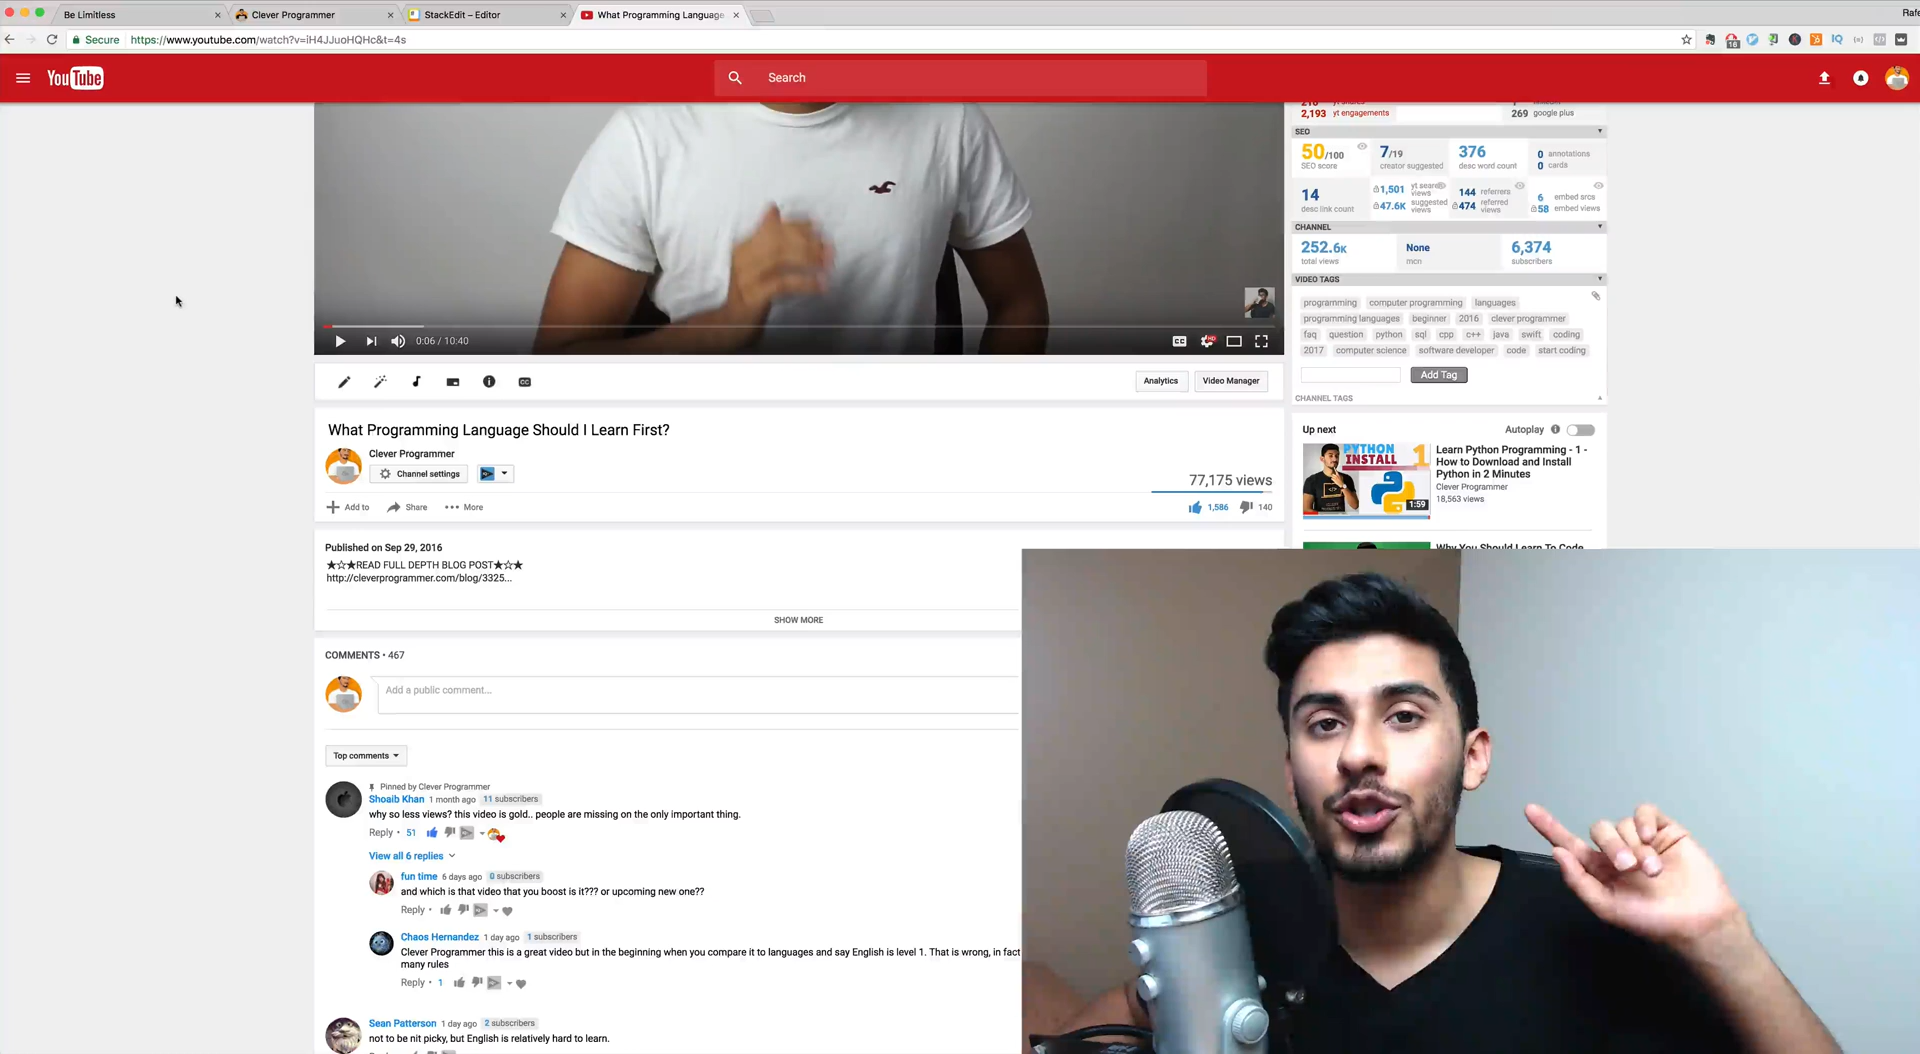 Be Limitless
Clever Programmer
StackEdit – Editor
What Programming Language
Rafe
Secure
https://www.youtube.com/watch?v=iH4JJuoHQHc&t=4s
18
IQ
YouTube
Search
2,193 yt engagements
269 google plus
SEO
50/100
SEO score
7/19
creator suggested
376
desc word count
0 annotations
0 cards
14
desc link count
1,501
views
47.6K suggested views
144 referrers
474 referred views
6 embed srcs
58 embed views
CHANNEL
252.6K
total views
None
mcn
6,374
subscribers
VIDEO TAGS
programming computer programming languages
programming languages beginner 2016 clever programmer
faq question python sql cpp c++ java swift coding
2017 computer science software developer code start coding
Add Tag
CHANNEL TAGS
0:06 / 10:40
CC
HD
CC
Analytics
Video Manager
What Programming Language Should I Learn First?
Clever Programmer
Channel settings
77,175 views
Add to
Share
More
1,586
140
Up next
Autoplay
PYTHON
INSTALL
1
1:59
Learn Python Programming - 1 -
How to Download and Install
Python in 2 Minutes
Clever Programmer
18,563 views
Why You Should Learn To Code
Published on Sep 29, 2016
★☆★READ FULL DEPTH BLOG POST★☆★
http://cleverprogrammer.com/blog/3325...
SHOW MORE
COMMENTS • 467
Add a public comment...
Top comments
Pinned by Clever Programmer
Shoaib Khan 1 month ago 11 subscribers
why so less views? this video is gold.. people are missing on the only important thing.
Reply • 51
View all 6 replies
fun time 6 days ago 0 subscribers
and which is that video that you boost is it??? or upcoming new one??
Reply •
Chaos Hernandez 1 day ago 1 subscribers
Clever Programmer this is a great video but in the beginning when you compare it to languages and say English is level 1. That is wrong, in fact
many rules
Reply • 1
Sean Patterson 1 day ago 2 subscribers
not to be nit picky, but English is relatively hard to learn.